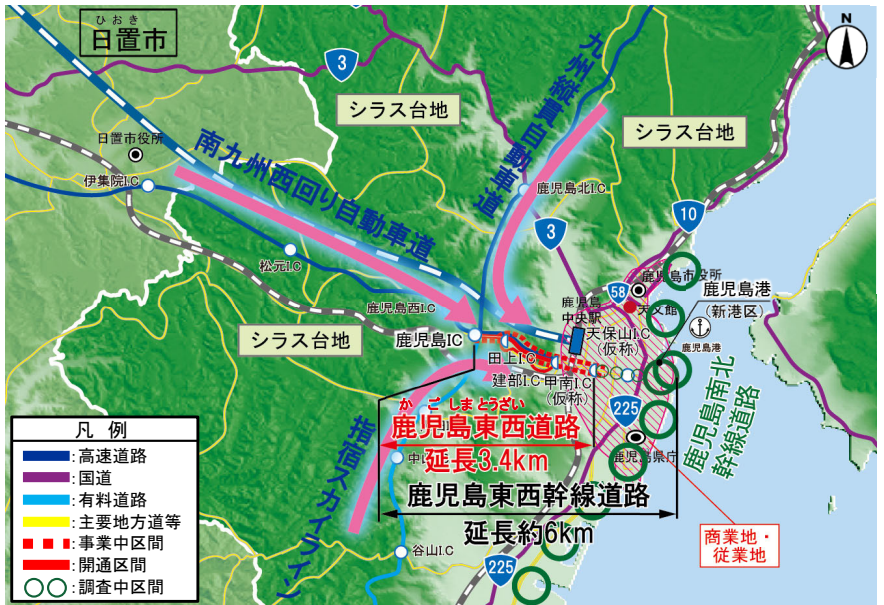 ひおき
日置市
N
3
シラス台地
シラス台地
九州縦貫自動車道
日置市役所
伊集院I.C
南九州西回り自動車道
鹿児島北I.C
10
3
松元I.C
鹿児島西I.C
58
鹿児島市役所
鹿児島港
(新港区)
鹿児島
中央駅
天文館
シラス台地
鹿児島IC
天保山I.C
(仮称)
鹿児島港
田上I.C
建部I.C
甲南I.C
(仮称)
かごしまとうざい
鹿児島東西道路
延長3.4km
225
鹿児島県庁
鹿児島南北
幹線道路
指宿スカイライン
鹿児島東西幹線道路
延長約6km
商業地・
従業地
谷山I.C
225
凡 例
:高速道路
:国道
:有料道路
:主要地方道等
:事業中区間
:開通区間
:調査中区間